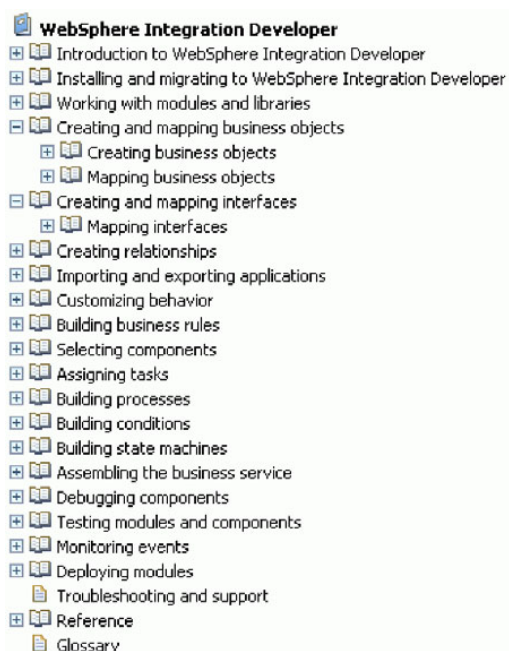 WebSphere Integration Developer
Introduction to WebSphere Integration Developer
Installing and migrating to WebSphere Integration Developer
Working with modules and libraries
Creating and mapping business objects
Creating business objects
Mapping business objects
Creating and mapping interfaces
Mapping interfaces
Creating relationships
Importing and exporting applications
Customizing behavior
Building business rules
Selecting components
Assigning tasks
Building processes
Building conditions
Building state machines
Assembling the business service
Debugging components
Testing modules and components
Monitoring events
Deploying modules
Troubleshooting and support
Reference
Glossary